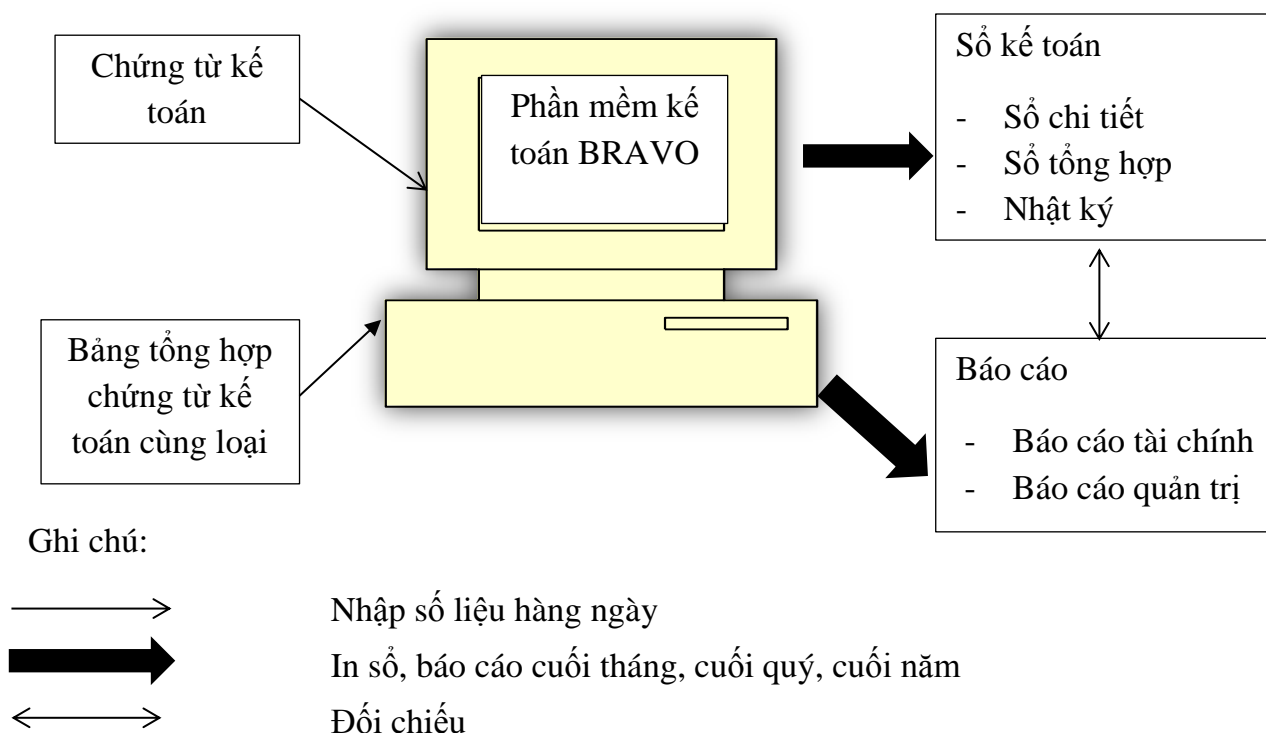 Chứng từ kế
toán
Phần mềm kế
toán BRAVO
Sổ kế toán
- Sổ chi tiết
- Sổ tổng hợp
- Nhật ký
Bảng tổng hợp
chứng từ kế
toán cùng loại
Báo cáo
- Báo cáo tài chính
- Báo cáo quản trị
Ghi chú:
Nhập số liệu hàng ngày
In sổ, báo cáo cuối tháng, cuối quý, cuối năm
Đối chiếu